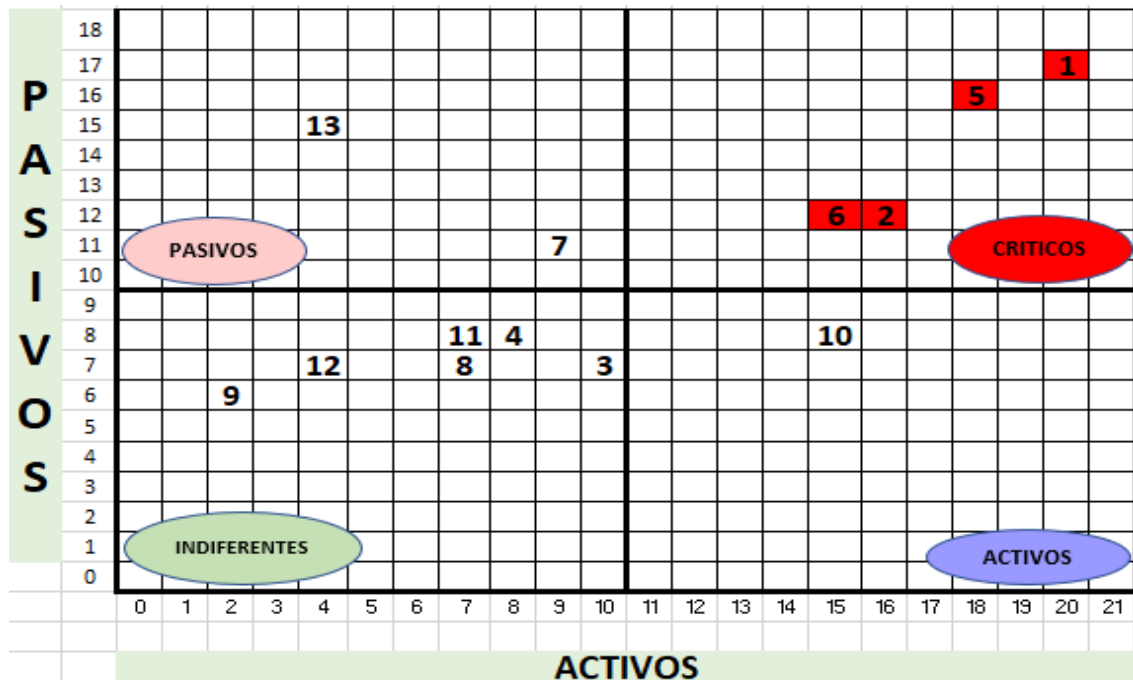 PASIVOS
18
17 1
16 5
15 13
14
13
12 6 2
11 PASIVOS 7 CRITICOS
10
9
8 11 4 10
7 12 8 3
6 9
5
4
3
2
1 INDIFERENTES ACTIVOS
0
0 1 2 3 4 5 6 7 8 9 10 11 12 13 14 15 16 17 18 19 20 21
ACTIVOS